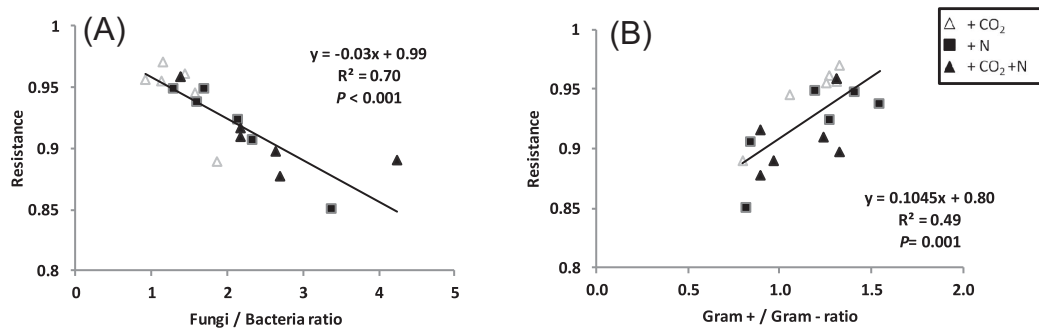 (A)
y = -0.03x + 0.99
R² = 0.70
P < 0.001
1
0.95
0.9
0.85
0.8
Resistance
0 1 2 3 4 5
Fungi / Bacteria ratio
(B)
+ CO₂
+ N
+ CO₂ +N
y = 0.1045x + 0.80
R² = 0.49
P= 0.001
1
0.95
0.9
0.85
0.8
Resistance
0.0 0.5 1.0 1.5 2.0
Gram + / Gram - ratio